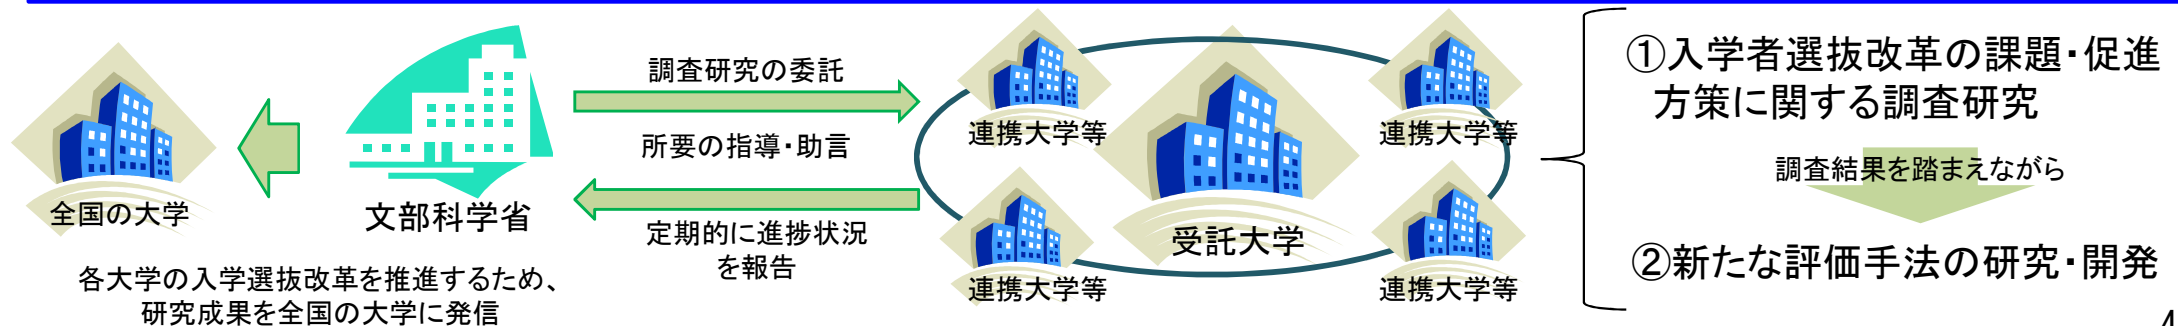 全国の大学
文部科学省
各大学の入学選抜改革を推進するため、
研究成果を全国の大学に発信
調査研究の委託
所要の指導・助言
定期的に進捗状況
を報告
連携大学等
連携大学等
受託大学
連携大学等
連携大学等
①入学者選抜改革の課題・促進
方策に関する調査研究
調査結果を踏まえながら
②新たな評価手法の研究・開発
4